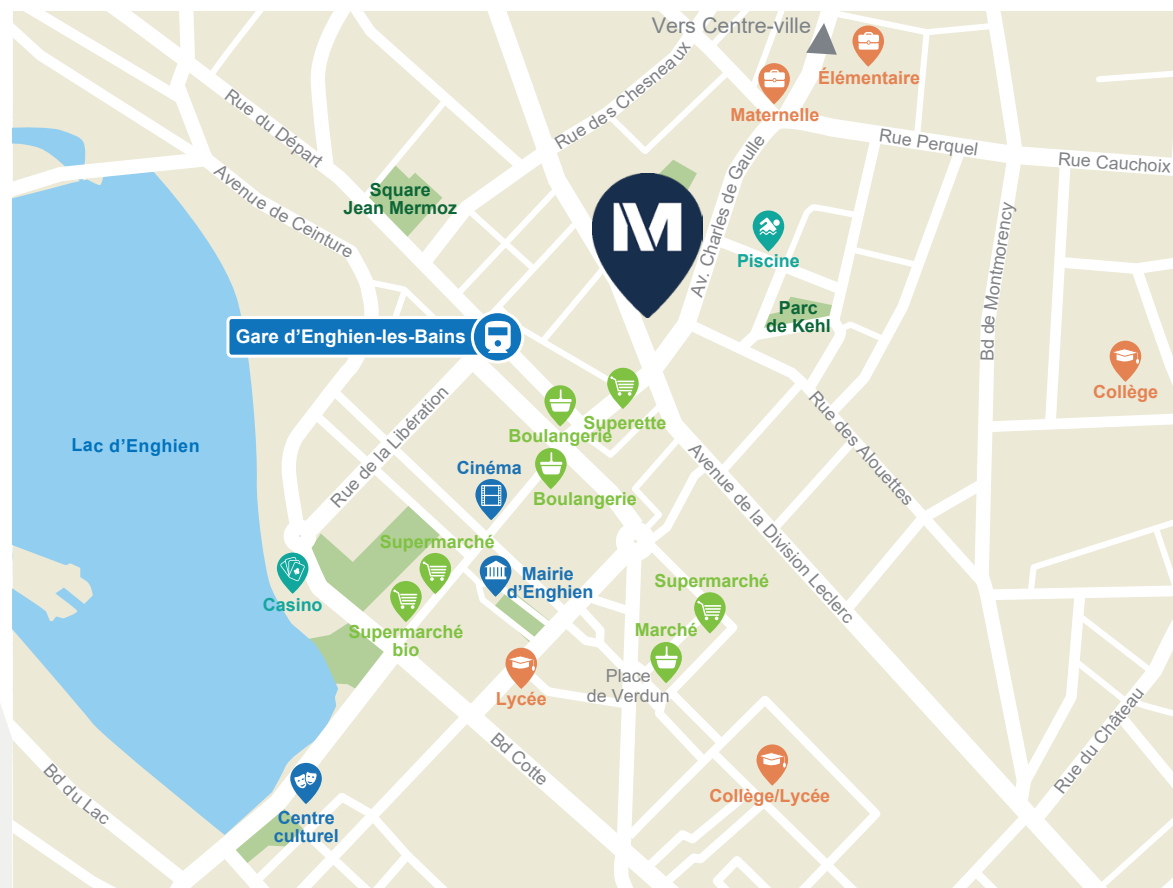 Vers Centre-ville
Élémentaire
Maternelle
Rue des Chesneaux
Rue du Départ
Rue Perquel
Rue Cauchoix
Avenue de Ceinture
Square
Jean Mermoz
M
Av. Charles de Gaulle
Piscine
Bd de Montmorency
Parc
de Kehl
Gare d'Enghien-les-Bains
Collège
Lac d'Enghien
Rue de la Libération
Boulangerie
Superette
Rue des Alouettes
Cinéma
Boulangerie
Avenue de la Division Leclerc
Supermarché
Casino
Mairie
d'Enghien
Supermarché
Supermarché
bio
Marché
Lycée
Place
de Verdun
Bd Cotte
Rue du Château
Bd du Lac
Collège/Lycée
Centre
culturel